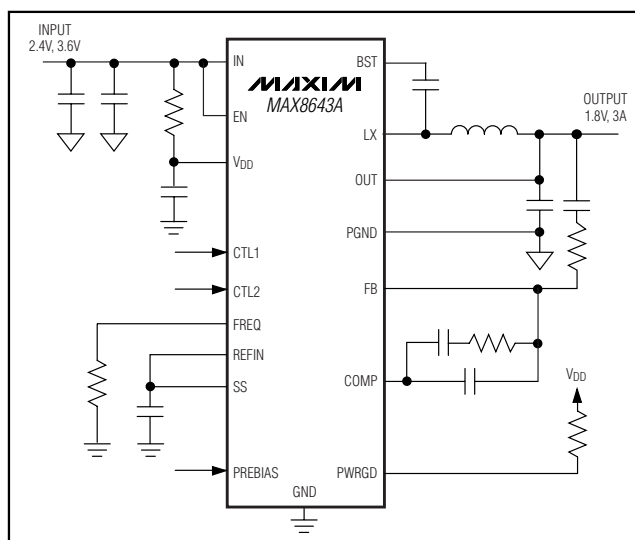 INPUT
2.4V, 3.6V
IN
EN
VDD
CTL1
CTL2
FREQ
REFIN
SS
PREBIAS
MAXIM
MAX8643A
GND
BST
LX
OUT
PGND
FB
COMP
PWRGD
OUTPUT
1.8V, 3A
VDD